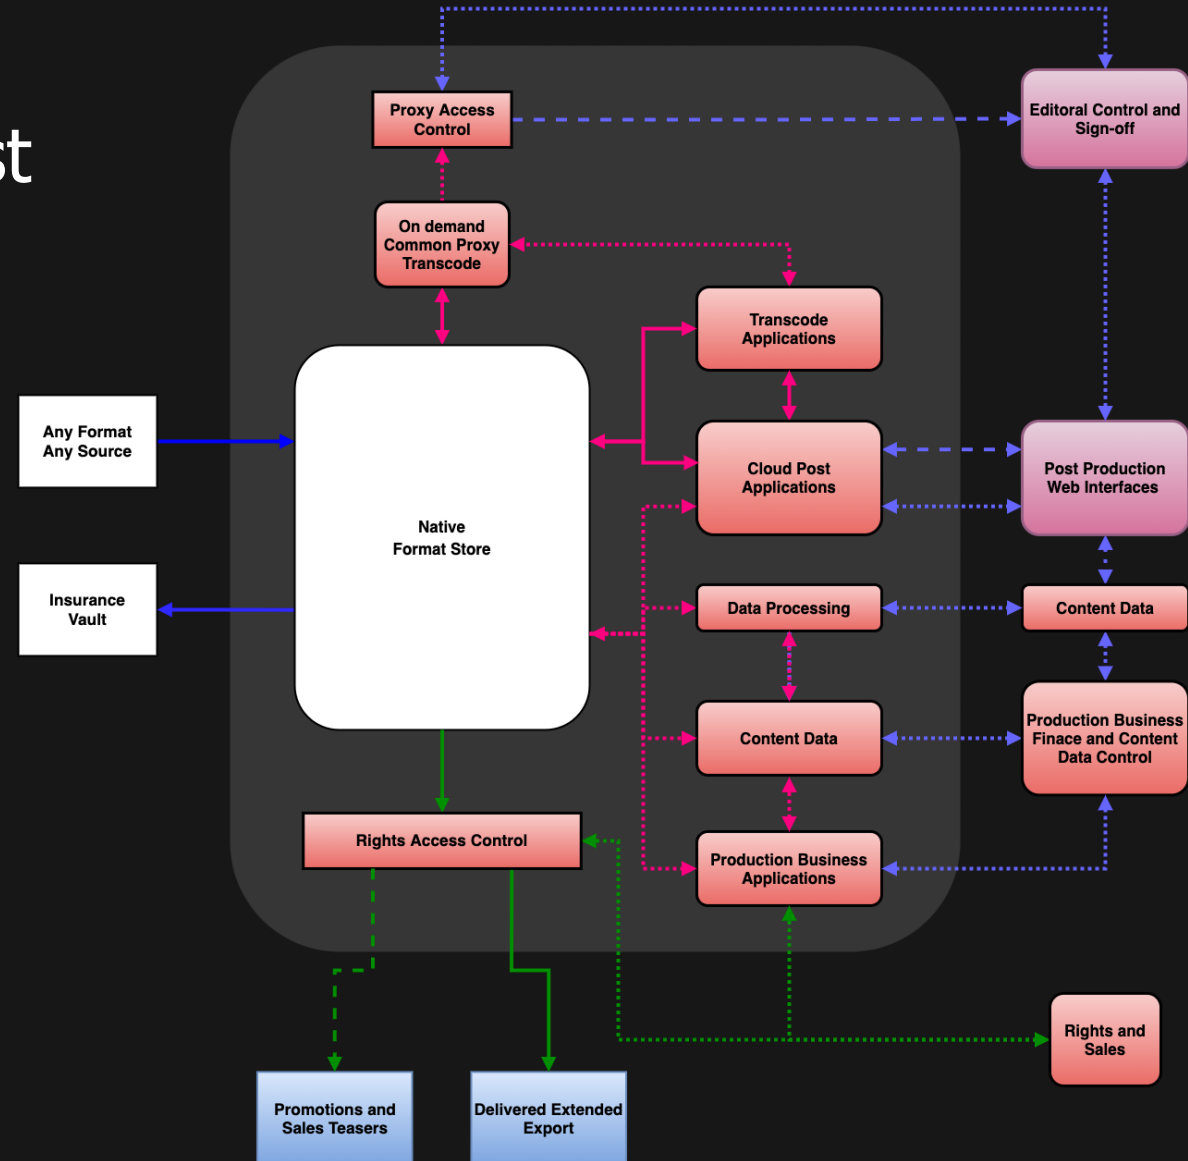 st
Proxy Access
Control
Editoral Control and
Sign-off
On demand
Common Proxy
Transcode
Transcode
Applications
Any Format
Any Source
Cloud Post
Applications
Post Production
Web Interfaces
Native
Format Store
Insurance
Vault
Data Processing
Content Data
Content Data
Production Business
Finace and Content
Data Control
Rights Access Control
Production Business
Applications
Rights and
Sales
Promotions and
Sales Teasers
Delivered Extended
Export